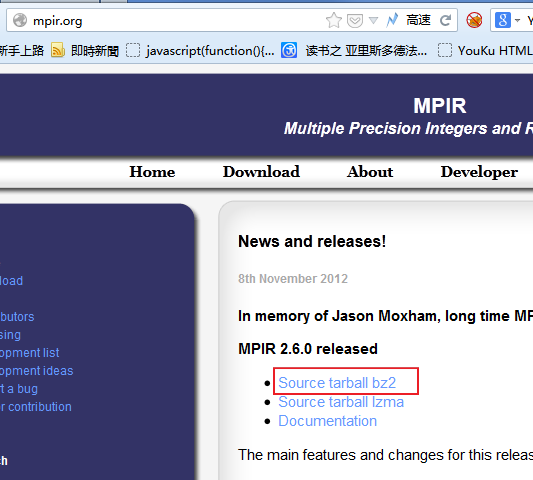 mpir.org
高速
Y
新手上路 即時新聞 javascript(function(){... 读书之 亚里斯多德法... YouKu HTML
MPIR
Multiple Precision Integers and R
Home Download About Developer
load
butors
sing
opment list
opment ideas
t a bug
r contribution
ch
News and releases!
8th November 2012
In memory of Jason Moxham, long time MP
MPIR 2.6.0 released
Source tarball bz2
Source tarball lzma
Documentation
The main features and changes for this releas